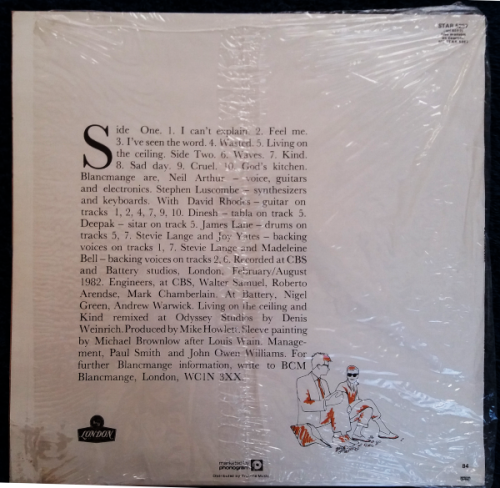 Side One. 1. I can't explain. 2. Feel me.
3. I've seen the word. 4. Wasted. 5. Living on
the ceiling. Side Two. 6. Waves. 7. Kind.
8. Sad day. 9. Cruel. 10. God's kitchen.
Blancmange are, Neil Arthur – voice, guitars
and electronics. Stephen Luscombe – synthesizers
and keyboards. With David Rhodes – guitar on
tracks 1, 2, 4, 7, 9, 10. Dinesh – tabla on track 5.
Deepak – sitar on track 5. James Lane – drums on
tracks 5, 7. Stevie Lange and Joy Yates – backing
voices on tracks 1, 7. Stevie Lange and Madeleine
Bell – backing voices on tracks 2, 6. Recorded at CBS
and Battery studios, London, February/August
1982. Engineers, at CBS, Walter Samuel, Roberto
Arendse, Mark Chamberlain. At Battery, Nigel
Green, Andrew Warwick. Living on the ceiling and
Kind remixed at Odyssey Studios by Denis
Weinrich. Produced by Mike Howlett. Sleeve painting
by Michael Brownlow after Louis Wain. Manage-
ment, Paul Smith and John Owen Williams. For
further Blancmange information, write to BCM
Blancmange, London, WC1N 3XX.
LONDON
marketed by
phonogram
84